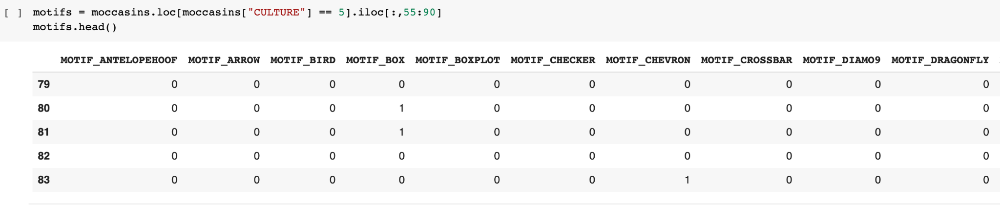 [ ] motifs = moccasins.loc[moccasins["CULTURE"] == 5].iloc[:,55:90]
motifs.head()
MOTIF_ANTELOPEHOOF MOTIF_ARROW MOTIF_BIRD MOTIF_BOX MOTIF_BOXPLOT MOTIF_CHECKER MOTIF_CHEVRON MOTIF_CROSSBAR MOTIF_DIAMO9 MOTIF_DRAGONFLY
79 0 0 0 0 0 0 0 0 0 0
80 0 0 0 1 0 0 0 0 0 0
81 0 0 0 1 0 0 0 0 0 0
82 0 0 0 0 0 0 0 0 0 0
83 0 0 0 0 0 0 1 0 0 0